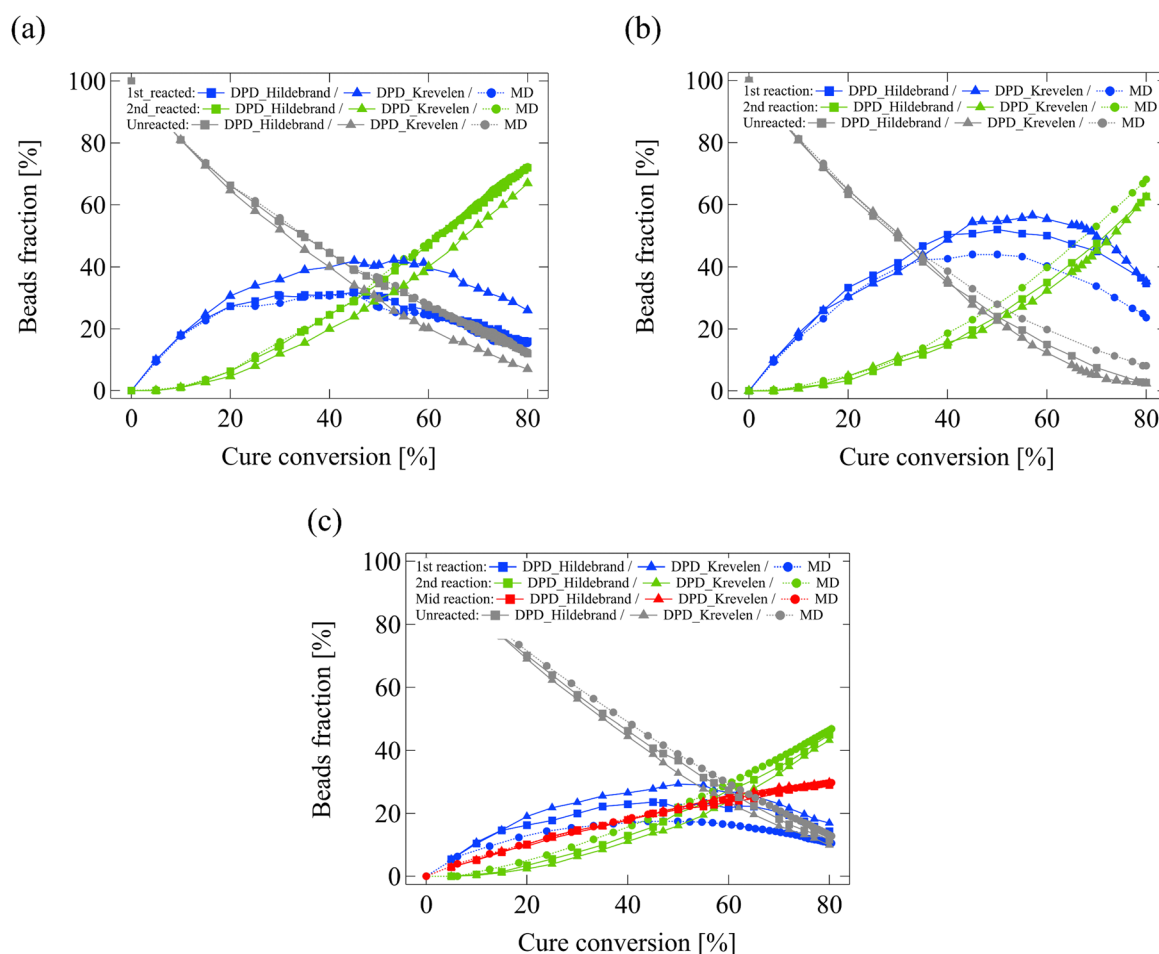 (a)
100
80
60
40
20
0
Beads fraction [%]
1st_reacted: DPD_Hildebrand / DPD_Krevelen / MD
2nd_reacted: DPD_Hildebrand / DPD_Krevelen / MD
Unreacted: DPD_Hildebrand / DPD_Krevelen / MD
0 20 40 60 80
Cure conversion [%]
(b)
100
80
60
40
20
0
Beads fraction [%]
1st reaction: DPD_Hildebrand / DPD_Krevelen / MD
2nd reaction: DPD_Hildebrand / DPD_Krevelen / MD
Unreacted: DPD_Hildebrand / DPD_Krevelen / MD
0 20 40 60 80
Cure conversion [%]
(c)
100
80
60
40
20
0
Beads fraction [%]
1st reaction: DPD_Hildebrand / DPD_Krevelen / MD
2nd reaction: DPD_Hildebrand / DPD_Krevelen / MD
Mid reaction: DPD_Hildebrand / DPD_Krevelen / MD
Unreacted: DPD_Hildebrand / DPD_Krevelen / MD
0 20 40 60 80
Cure conversion [%]